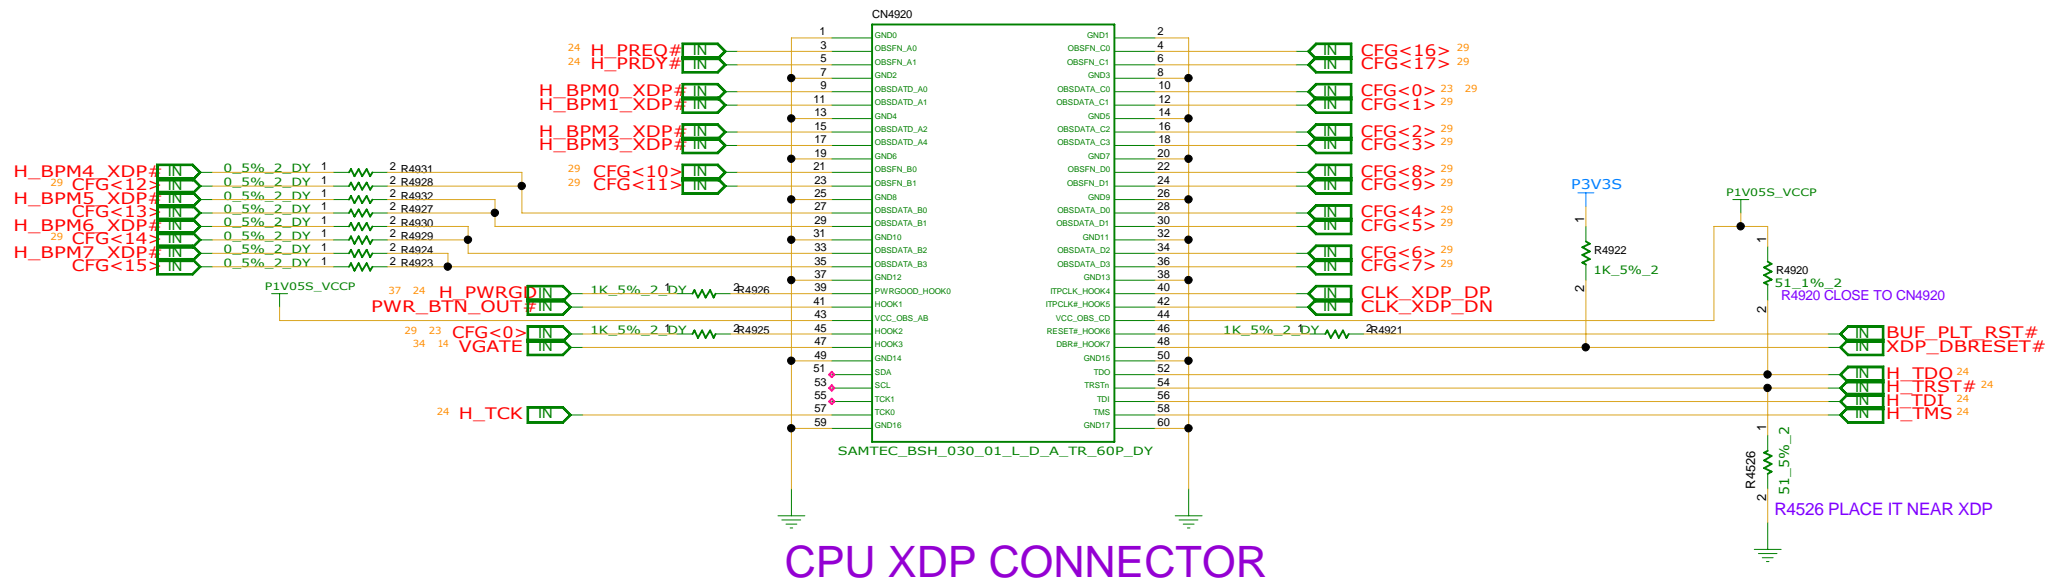 CN4920
1 GND0 GND1 2
24 H_PREQ# IN 3 OBSFN_A0 OBSFN_C0 4 IN CFG<16> 29
24 H_PRDY# IN 5 OBSFN_A1 OBSFN_C1 6 IN CFG<17> 29
7 GND2 GND3 8
H_BPM0_XDP# IN 9 OBSDATD_A0 OBSDATA_C0 10 IN CFG<0> 23 29
H_BPM1_XDP# IN 11 OBSDATD_A1 OBSDATA_C1 12 IN CFG<1> 29
13 GND4 GND5 14
H_BPM2_XDP# IN 15 OBSDATD_A2 OBSDATA_C2 16 IN CFG<2> 29
H_BPM3_XDP# IN 17 OBSDATD_A4 OBSDATA_C3 18 IN CFG<3> 29
19 GND6 GND7 20
H_BPM4_XDP# IN 0_5%_2_DY 1 2 R4931 29 CFG<10> IN 21 OBSFN_B0 OBSFN_D0 22 IN CFG<8> 29
29 CFG<12> IN 0_5%_2_DY 1 2 R4928 29 CFG<11> IN 23 OBSFN_B1 OBSFN_D1 24 IN CFG<9> 29
P3V3S
P1V05S_VCCP
H_BPM5_XDP# IN 0_5%_2_DY 1 2 R4932 25 GND8 GND9 26
CFG<13> IN 0_5%_2_DY 1 2 R4927 27 OBSDATA_B0 OBSDATA_D0 28 IN CFG<4> 29
H_BPM6_XDP# IN 0_5%_2_DY 1 2 R4930 29 OBSDATA_B1 OBSDATA_D1 30 IN CFG<5> 29
29 CFG<14> IN 0_5%_2_DY 1 2 R4929 31 GND10 GND11 32
H_BPM7_XDP# IN 0_5%_2_DY 1 2 R4924 33 OBSDATA_B2 OBSDATA_D2 34 IN CFG<6> 29
CFG<15> IN 0_5%_2_DY 1 2 R4923 35 OBSDATA_B3 OBSDATA_D3 36 IN CFG<7> 29
1 R4922 1K_5%_2 2
1 R4920 51_1%_2 2
R4920 CLOSE TO CN4920
37 GND12 GND13 38
P1V05S_VCCP
37 24 H_PWRGD IN 1K_5%_2_DY 1 2 R4926 39 PWRGOOD_HOOK0 ITPCLK_HOOK4 40 IN CLK_XDP_DP
PWR_BTN_OUT# IN 41 HOOK1 ITPCLK#_HOOK5 42 IN CLK_XDP_DN
43 VCC_OBS_AB VCC_OBS_CD 44
29 23 CFG<0> IN 1K_5%_2_DY 1 2 R4925 45 HOOK2 RESET#_HOOK6 46 1K_5%_2_DY 1 2 R4921 IN BUF_PLT_RST#
34 14 VGATE IN 47 HOOK3 DBR#_HOOK7 48 IN XDP_DBRESET#
49 GND14 GND15 50
51 SDA TDO 52 IN H_TDO 24
53 SCL TRSTn 54 IN H_TRST# 24
55 TCK1 TDI 56 IN H_TDI 24
24 H_TCK IN 57 TCK0 TMS 58 IN H_TMS 24
59 GND16 GND17 60
SAMTEC_BSH_030_01_L_D_A_TR_60P_DY
1 R4526 51_5%_2 2
R4526 PLACE IT NEAR XDP
CPU XDP CONNECTOR